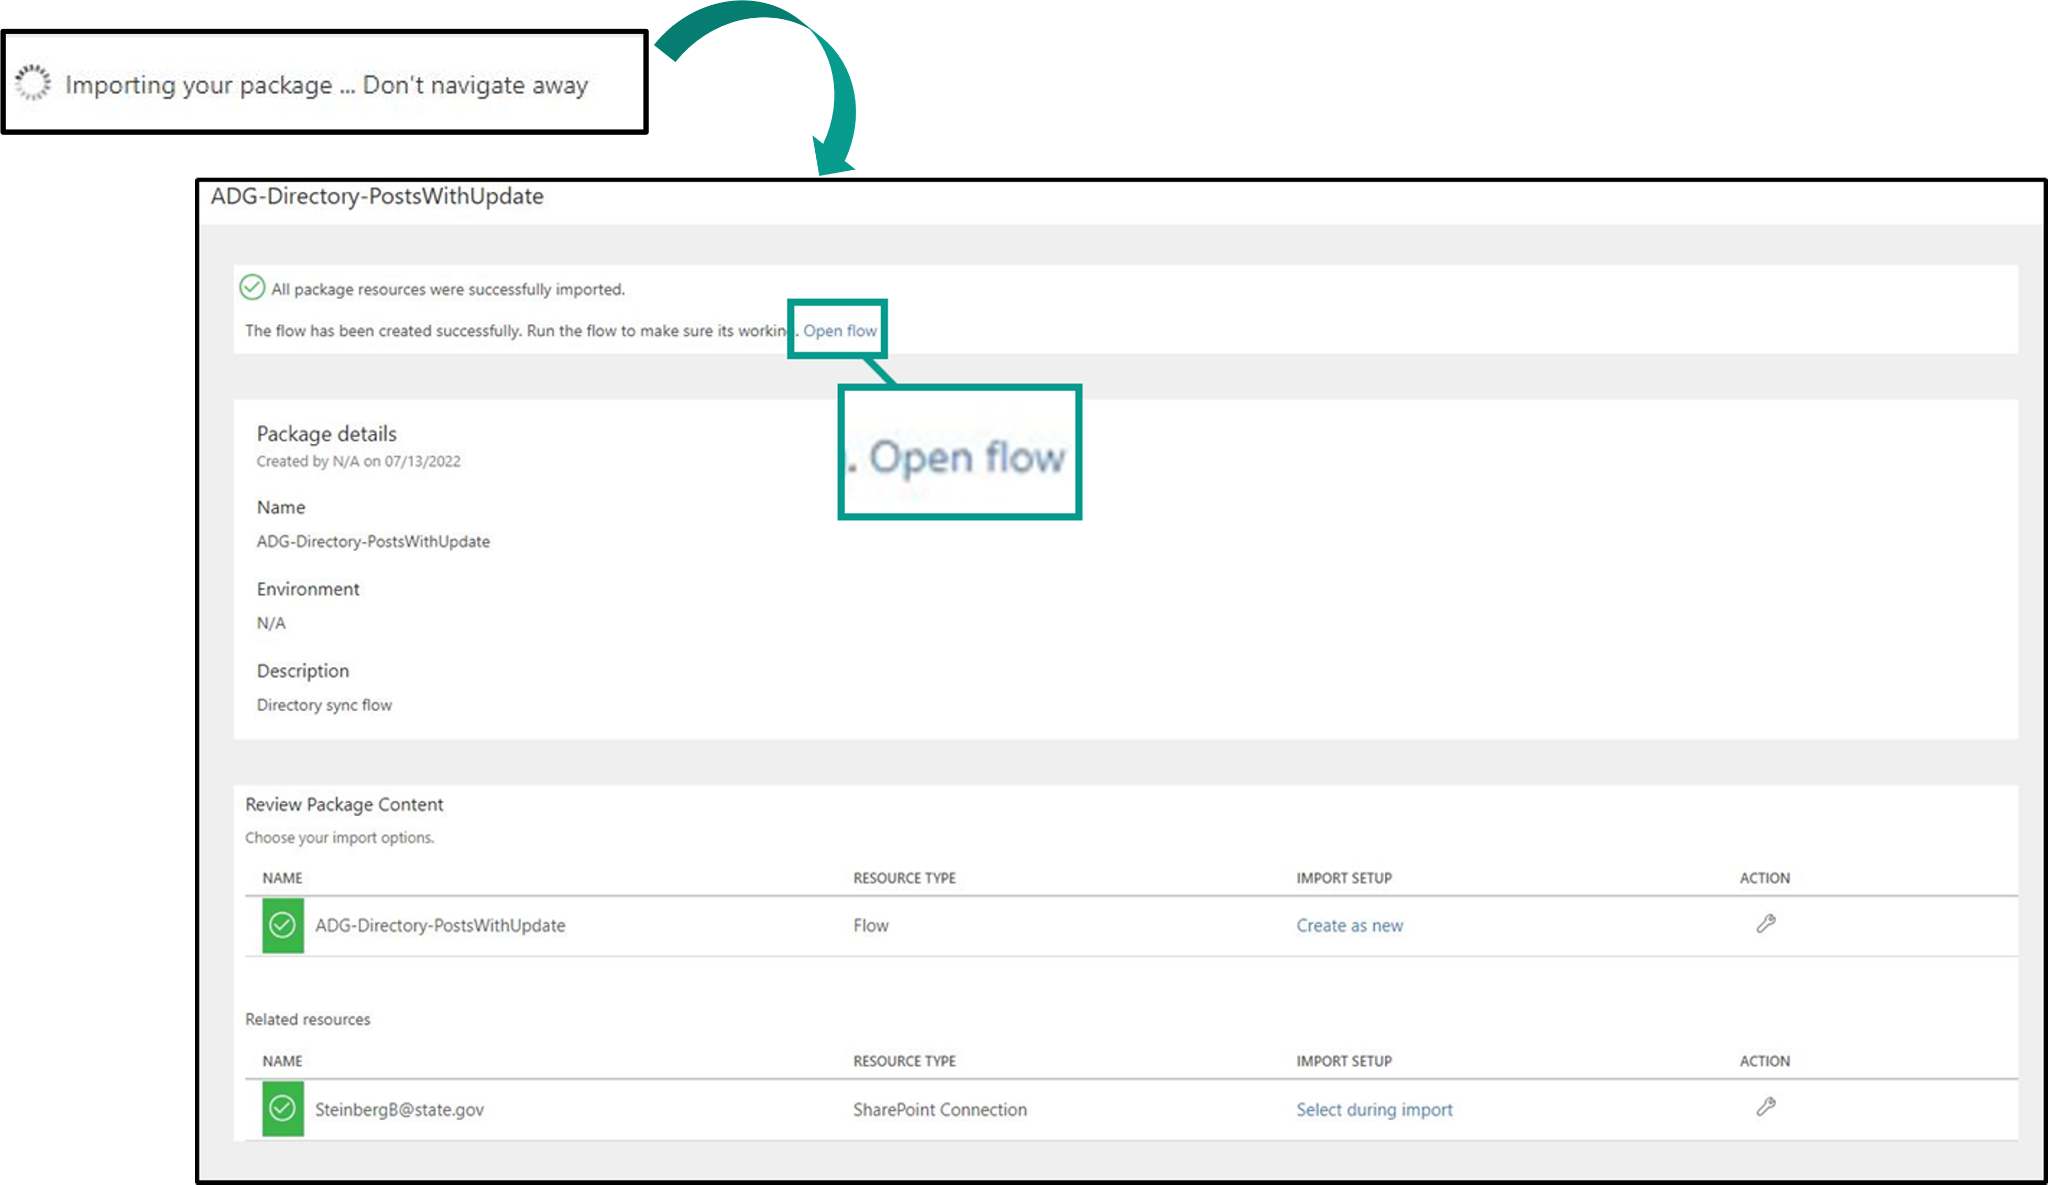 Importing your package ... Don't navigate away
ADG-Directory-PostsWithUpdate
All package resources were successfully imported.
The flow has been created successfully. Run the flow to make sure its workin. Open flow
. Open flow
Package details
Created by N/A on 07/13/2022
Name
ADG-Directory-PostsWithUpdate
Environment
N/A
Description
Directory sync flow
Review Package Content
Choose your import options.
NAME RESOURCE TYPE IMPORT SETUP ACTION
ADG-Directory-PostsWithUpdate Flow Create as new
Related resources
NAME RESOURCE TYPE IMPORT SETUP ACTION
SteinbergB@state.gov SharePoint Connection Select during import